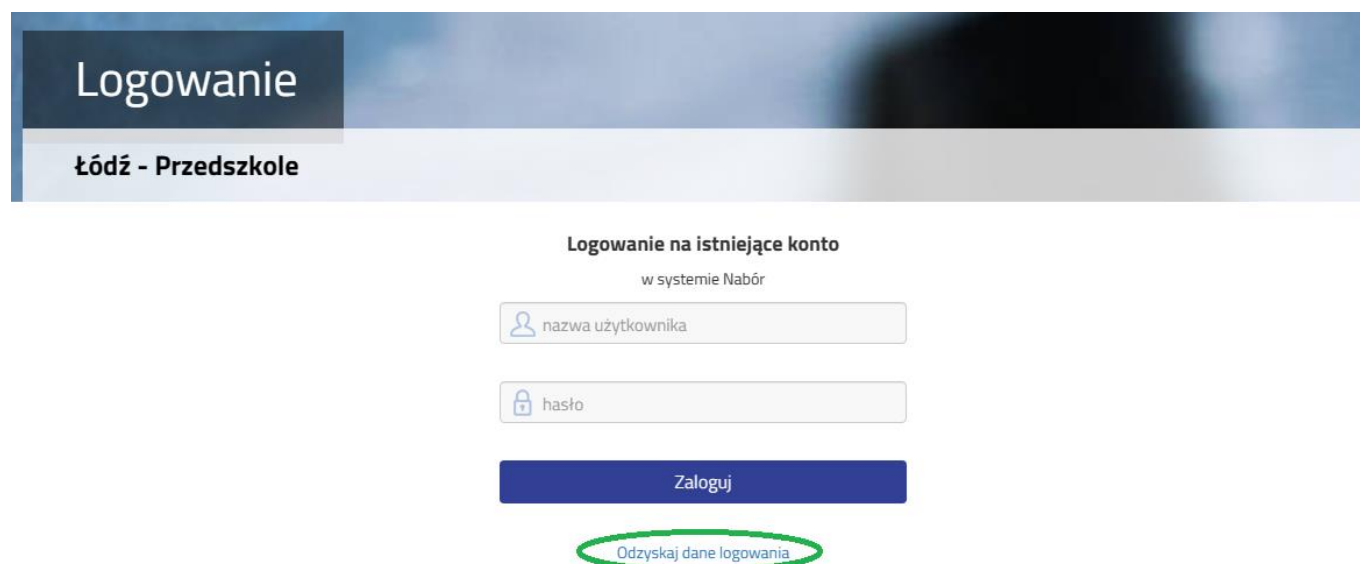 Logowanie
Łódź - Przedszkole
Logowanie na istniejące konto
w systemie Nabór
nazwa użytkownika
hasło
Zaloguj
Odzyskaj dane logowania